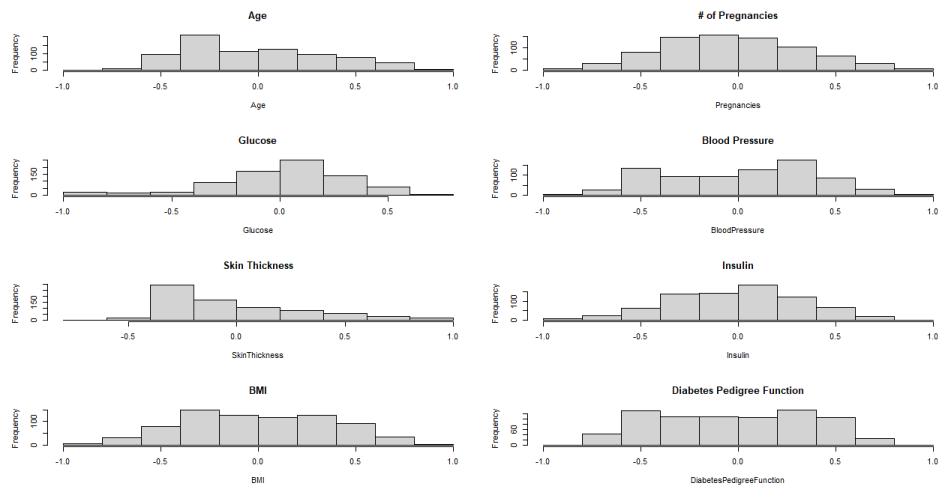 Age
Frequency
0 100
-1.0 -0.5 0.0 0.5 1.0
Age
# of Pregnancies
Frequency
0 100
-1.0 -0.5 0.0 0.5 1.0
Pregnancies
Glucose
Frequency
0 150
-1.0 -0.5 0.0 0.5
Glucose
Blood Pressure
Frequency
0 100
-1.0 -0.5 0.0 0.5 1.0
BloodPressure
Skin Thickness
Frequency
0 150
-0.5 0.0 0.5 1.0
SkinThickness
Insulin
Frequency
0 100
-1.0 -0.5 0.0 0.5 1.0
Insulin
BMI
Frequency
0 100
-1.0 -0.5 0.0 0.5 1.0
BMI
Diabetes Pedigree Function
Frequency
0 60
-1.0 -0.5 0.0 0.5 1.0
DiabetesPedigreeFunction